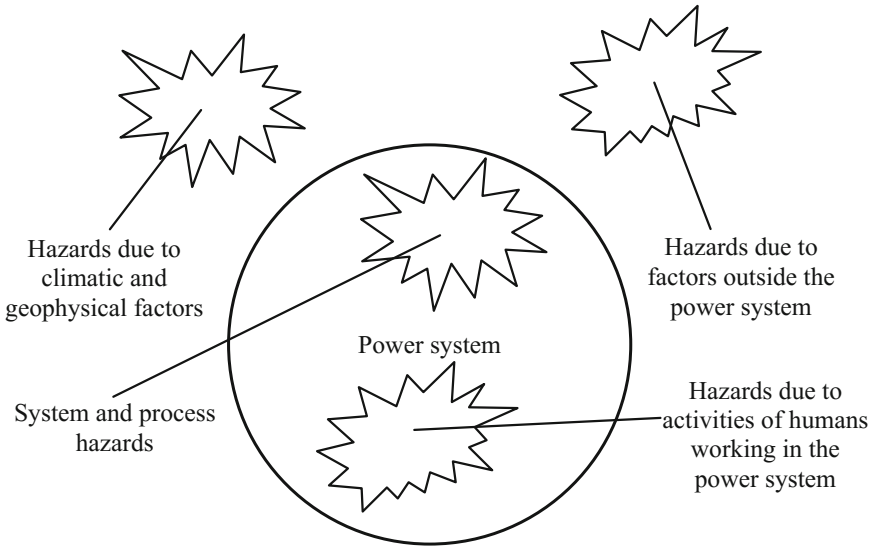 Hazards due to
climatic and
geophysical factors
Hazards due to
factors outside the
power system
Power system
System and process
hazards
Hazards due to
activities of humans
working in the
power system